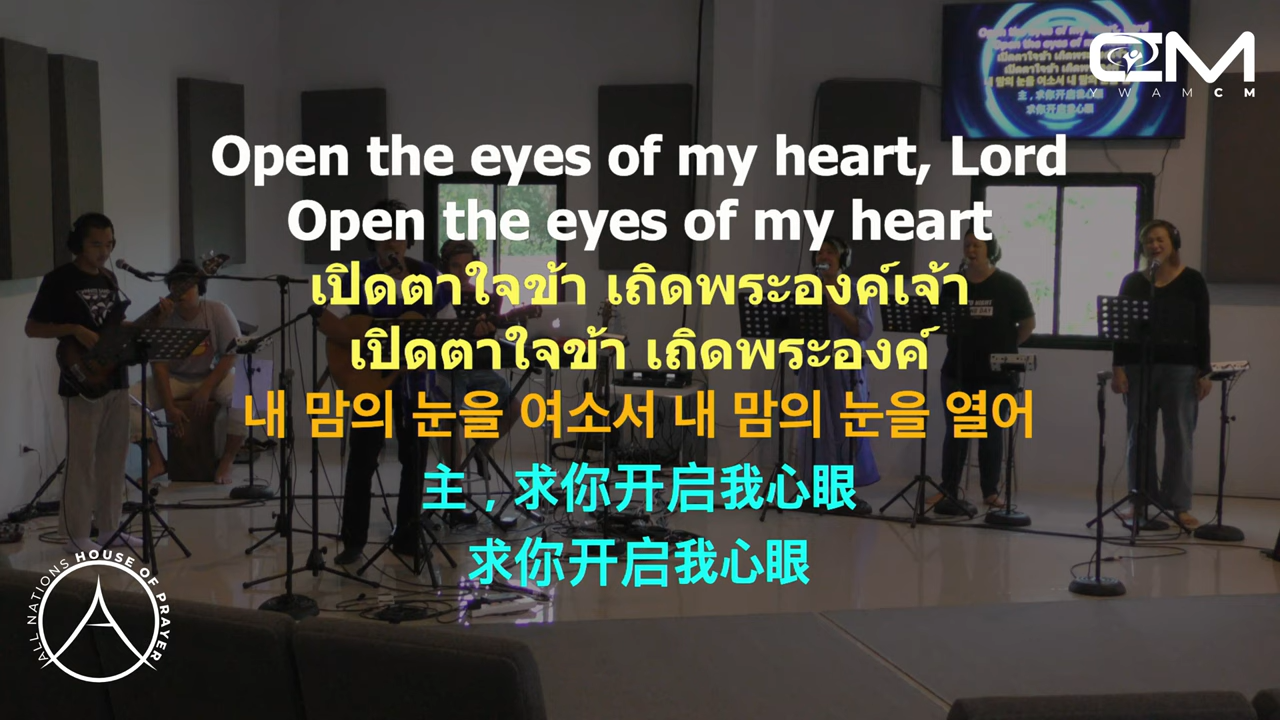 Open the eyes of my heart, Lord
Open the eyes of my heart
เปิดตาใจข้า เถิดพระองค์เจ้า
เปิดตาใจข้า เถิดพระองค์
내 맘의 눈을 여소서 내 맘의 눈을 열어
主，求你开启我心眼
求你开启我心眼
CM
YWAMCM
ALL NATIONS HOUSE OF PRAYER